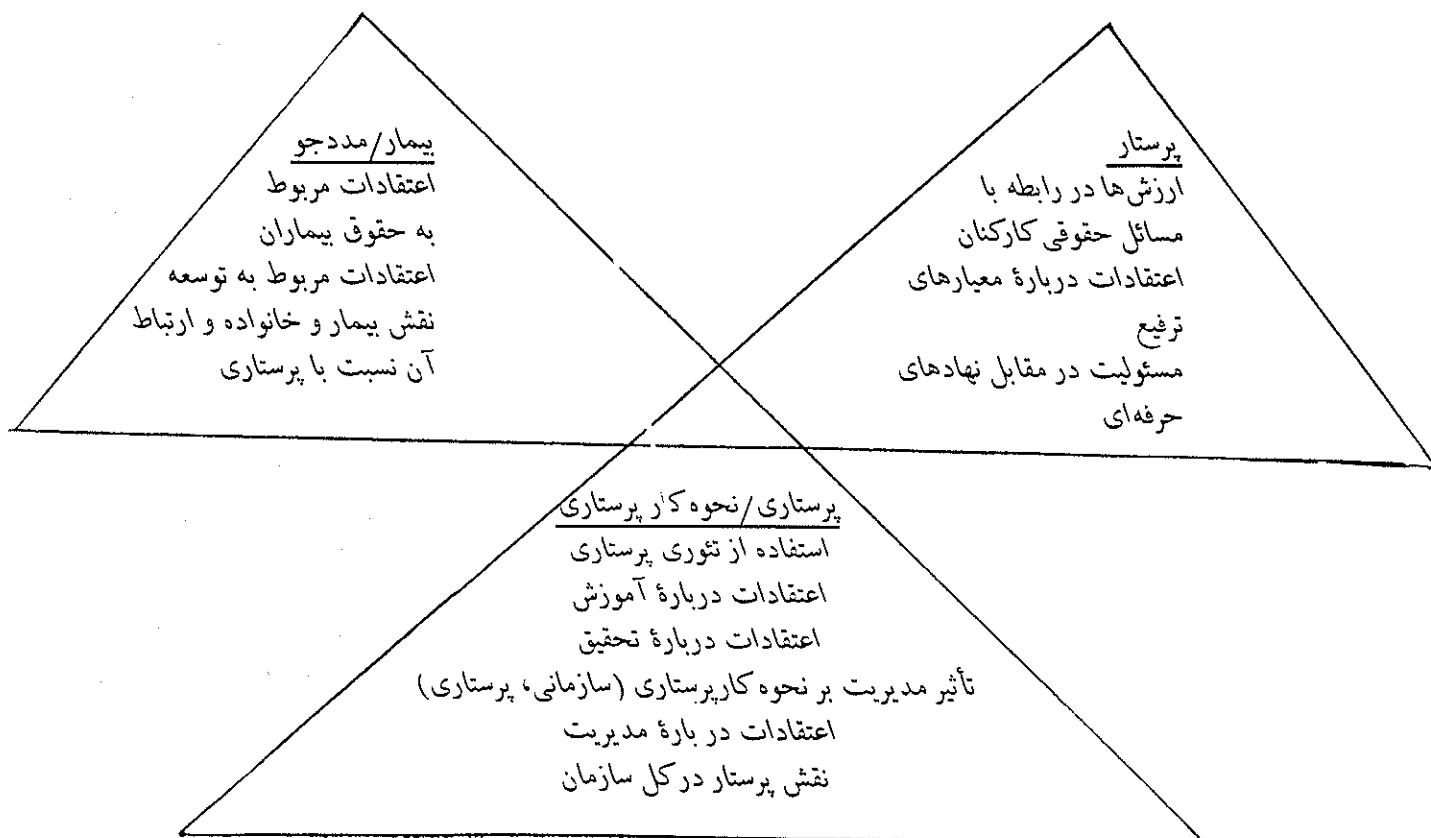 پرستار
ارزش‌ها در رابطه با
مسائل حقوقی کارکنان
اعتقادات دربارهٔ معیارهای
ترفیع
مسئولیت در مقابل نهادهای
حرفه‌ای
بیمار/مددجو
اعتقادات مربوط
به حقوق بیماران
اعتقادات مربوط به توسعه
نقش بیمار و خانواده و ارتباط
آن نسبت با پرستاری
پرستاری/نحوه کار پرستاری
استفاده از تئوری پرستاری
اعتقادات دربارهٔ آموزش
اعتقادات دربارهٔ تحقیق
تأثیر مدیریت بر نحوه کارپرستاری (سازمانی، پرستاری)
اعتقادات در بارهٔ مدیریت
نقش پرستار در کل سازمان